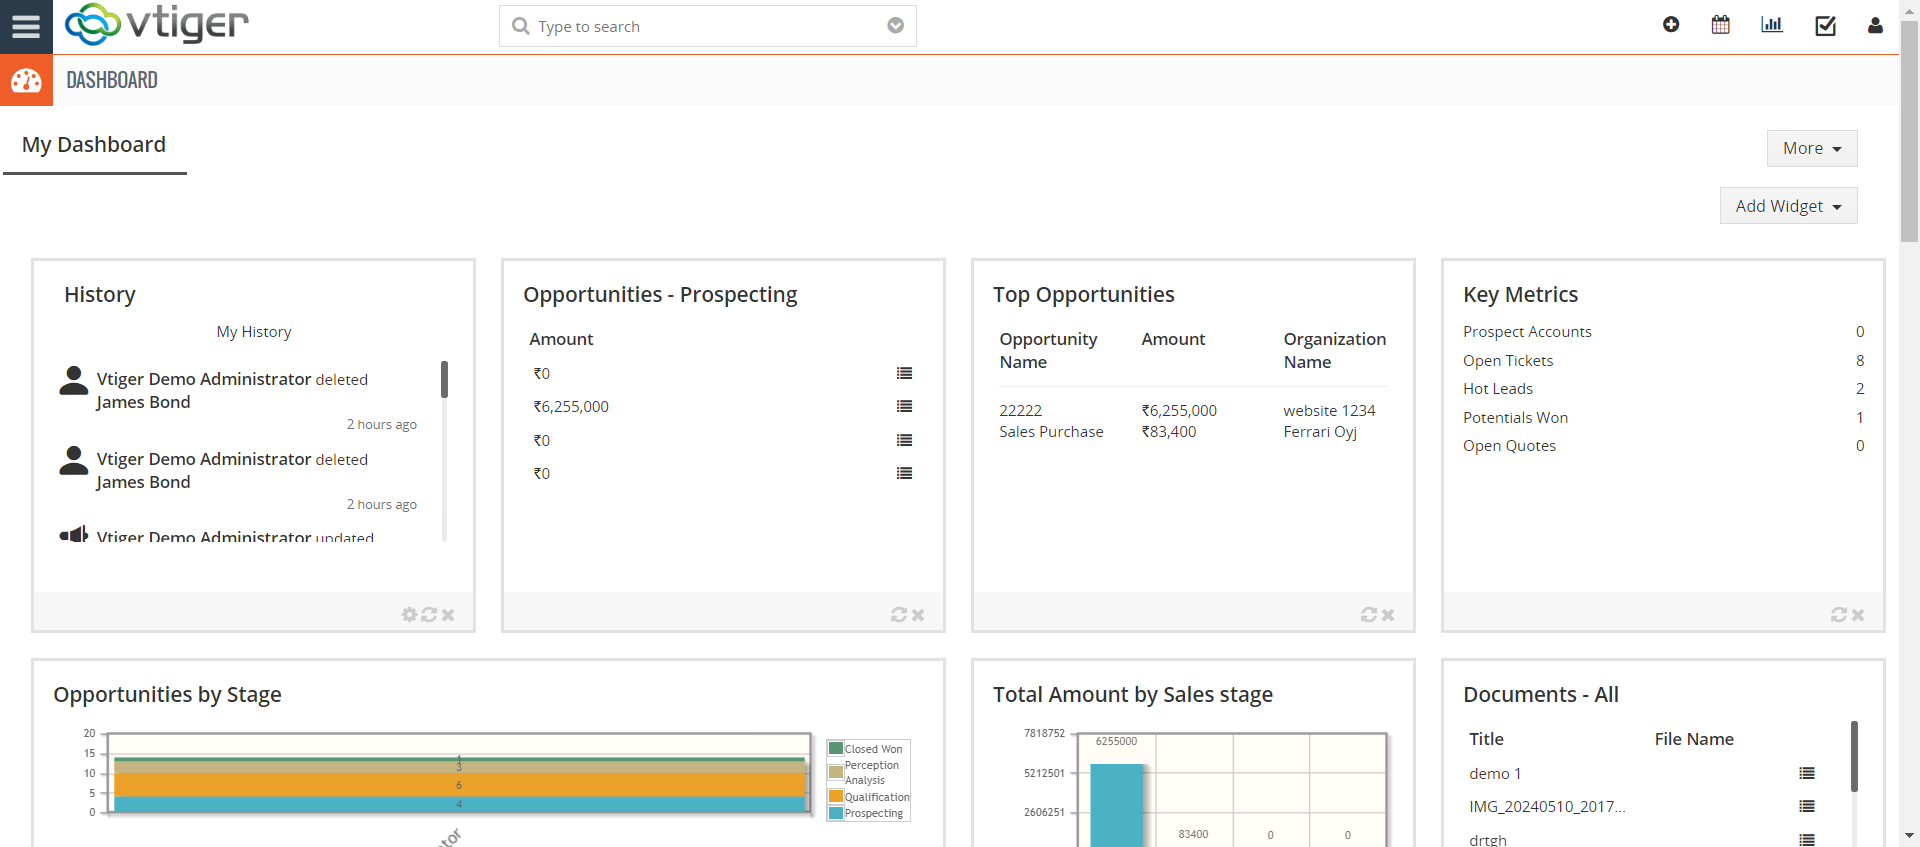 vtiger
Type to search
DASHBOARD
My Dashboard
More
Add Widget
History
My History
Vtiger Demo Administrator deleted
James Bond
2 hours ago
Vtiger Demo Administrator deleted
James Bond
2 hours ago
Vtiger Demo Administrator updated
Opportunities - Prospecting
Amount
₹0
₹6,255,000
₹0
₹0
Top Opportunities
Opportunity Name Amount Organization Name
22222 ₹6,255,000 website 1234
Sales Purchase ₹83,400 Ferrari Oyj
Key Metrics
Prospect Accounts 0
Open Tickets 8
Hot Leads 2
Potentials Won 1
Open Quotes 0
Opportunities by Stage
20
15
10
5
0
1
3
6
4
Closed Won
Perception
Analysis
Qualification
Prospecting
Total Amount by Sales stage
7818752
5212501
2606251
6255000
83400
0
0
Documents - All
Title File Name
demo 1
IMG_20240510_2017...
drtgh